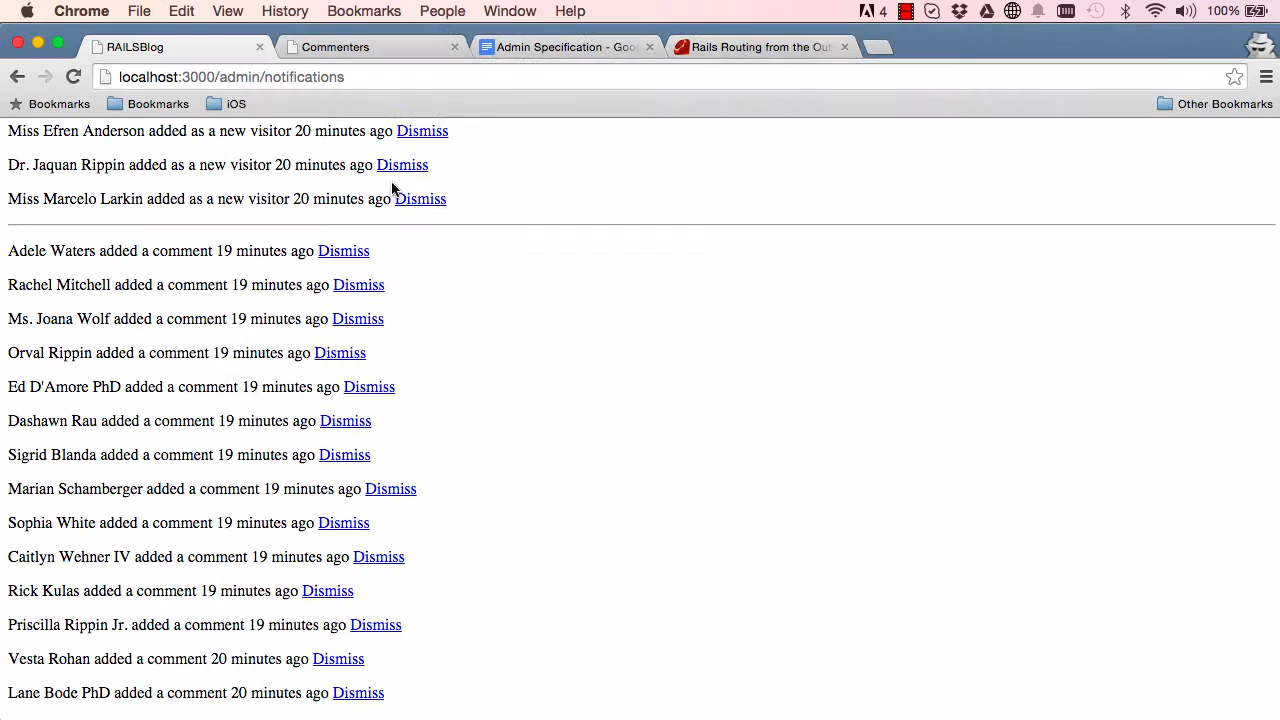 Chrome File Edit View History Bookmarks People Window Help 4 100%
RAILSBlog Commenters Admin Spcification - Goo Rails Routing from the Out
localhost:3000/admin/notifications
Bookmarks Bookmarks iOS Other Bookmarks
Miss Efren Anderson added as a new visitor 20 minutes ago Dismiss
Dr. Jaquan Rippin added as a new visitor 20 minutes ago Dismiss
Miss Marcelo Larkin added as a new visitor 20 minutes ago Dismiss
Adele Waters added a comment 19 minutes ago Dismiss
Rachel Mitchell added a comment 19 minutes ago Dismiss
Ms. Joana Wolf added a comment 19 minutes ago Dismiss
Orval Rippin added a comment 19 minutes ago Dismiss
Ed D'Amore PhD added a comment 19 minutes ago Dismiss
Dashawn Rau added a comment 19 minutes ago Dismiss
Sigrid Blanda added a comment 19 minutes ago Dismiss
Marian Schamberger added a comment 19 minutes ago Dismiss
Sophia White added a comment 19 minutes ago Dismiss
Caitlyn Wehner IV added a comment 19 minutes ago Dismiss
Rick Kulas added a comment 19 minutes ago Dismiss
Priscilla Rippin Jr. added a comment 19 minutes ago Dismiss
Vesta Rohan added a comment 20 minutes ago Dismiss
Lane Bode PhD added a comment 20 minutes ago Dismiss